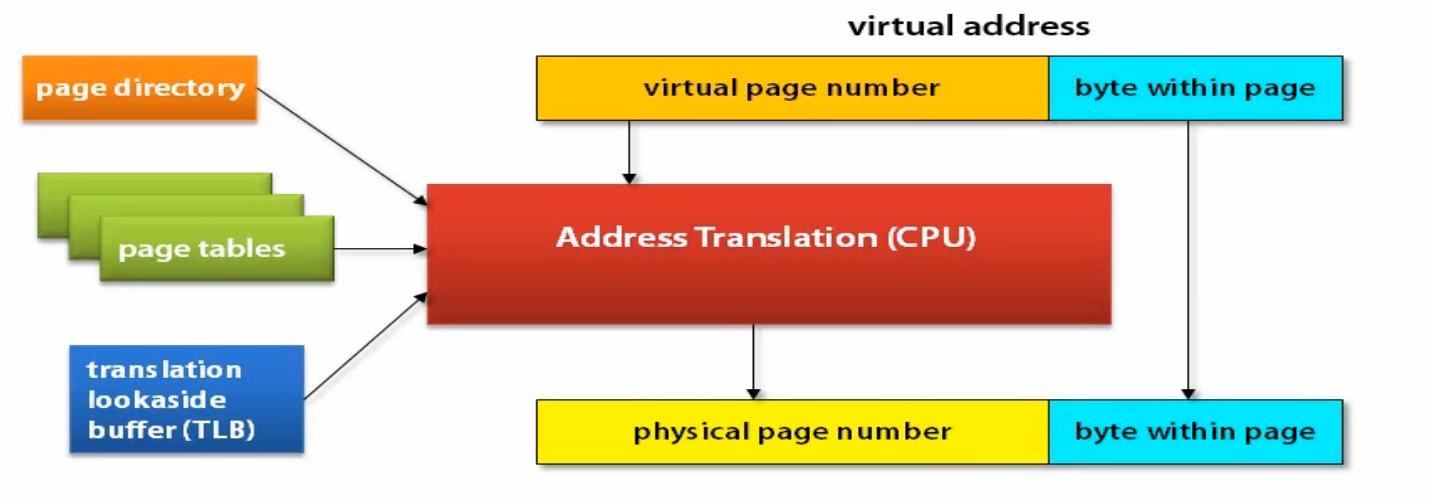 virtual address
page directory
virtual page number
byte within page
page tables
Address Translation (CPU)
translation
lookaside
buffer (TLB)
physical page number
byte within page